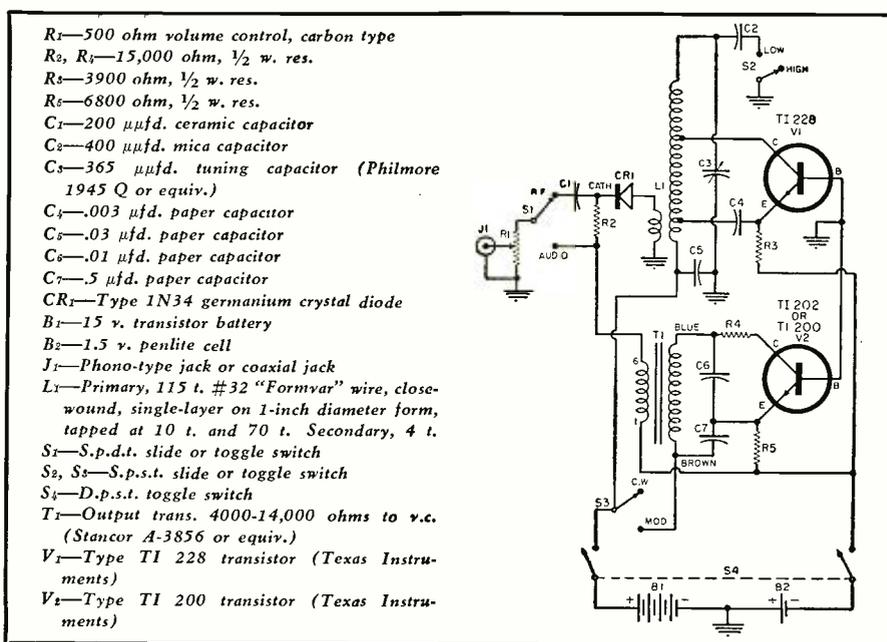 R1—500 ohm volume control, carbon type
R2, R4—15,000 ohm, 1/2 w. res.
R3—3900 ohm, 1/2 w. res.
R5—6800 ohm, 1/2 w. res.
C1—200 μμfd. ceramic capacitor
C2—400 μμfd. mica capacitor
C3—365 μμfd. tuning capacitor (Philmore
1945 Q or equiv.)
C4—.003 μfd. paper capacitor
C5—.03 μfd. paper capacitor
C6—.01 μfd. paper capacitor
C7—.5 μfd. paper capacitor
CR1—Type 1N34 germanium crystal diode
B1—15 v. transistor battery
B2—1.5 v. penlite cell
J1—Phono-type jack or coaxial jack
L1—Primary, 115 t. #32 "Formvar" wire, close-
wound, single-layer on 1-inch diameter form,
tapped at 10 t. and 70 t. Secondary, 4 t.
S1—S.p.d.t. slide or toggle switch
S2, S3—S.p.s.t. slide or toggle switch
S4—D.p.s.t. toggle switch
T1—Output trans. 4000-14,000 ohms to v.c.
(Stancor A-3856 or equiv.)
V1—Type TI 228 transistor (Texas Instru-
ments)
V2—Type TI 200 transistor (Texas Instru-
ments)
C2
LOW
S2
HIGH
TI 228
V1
C
B
E
C3
L1
C4
R3
C5
CR1
CATH
C1
R.F.
S1
R2
AUDIO
J1
R1
TI 202
OR
TI 200
V2
C
B
E
T1
BLUE
R4
6
1
C6
C7
R5
BROWN
C.W
S3
MOD
S4
+ B1 −
+ B2 −